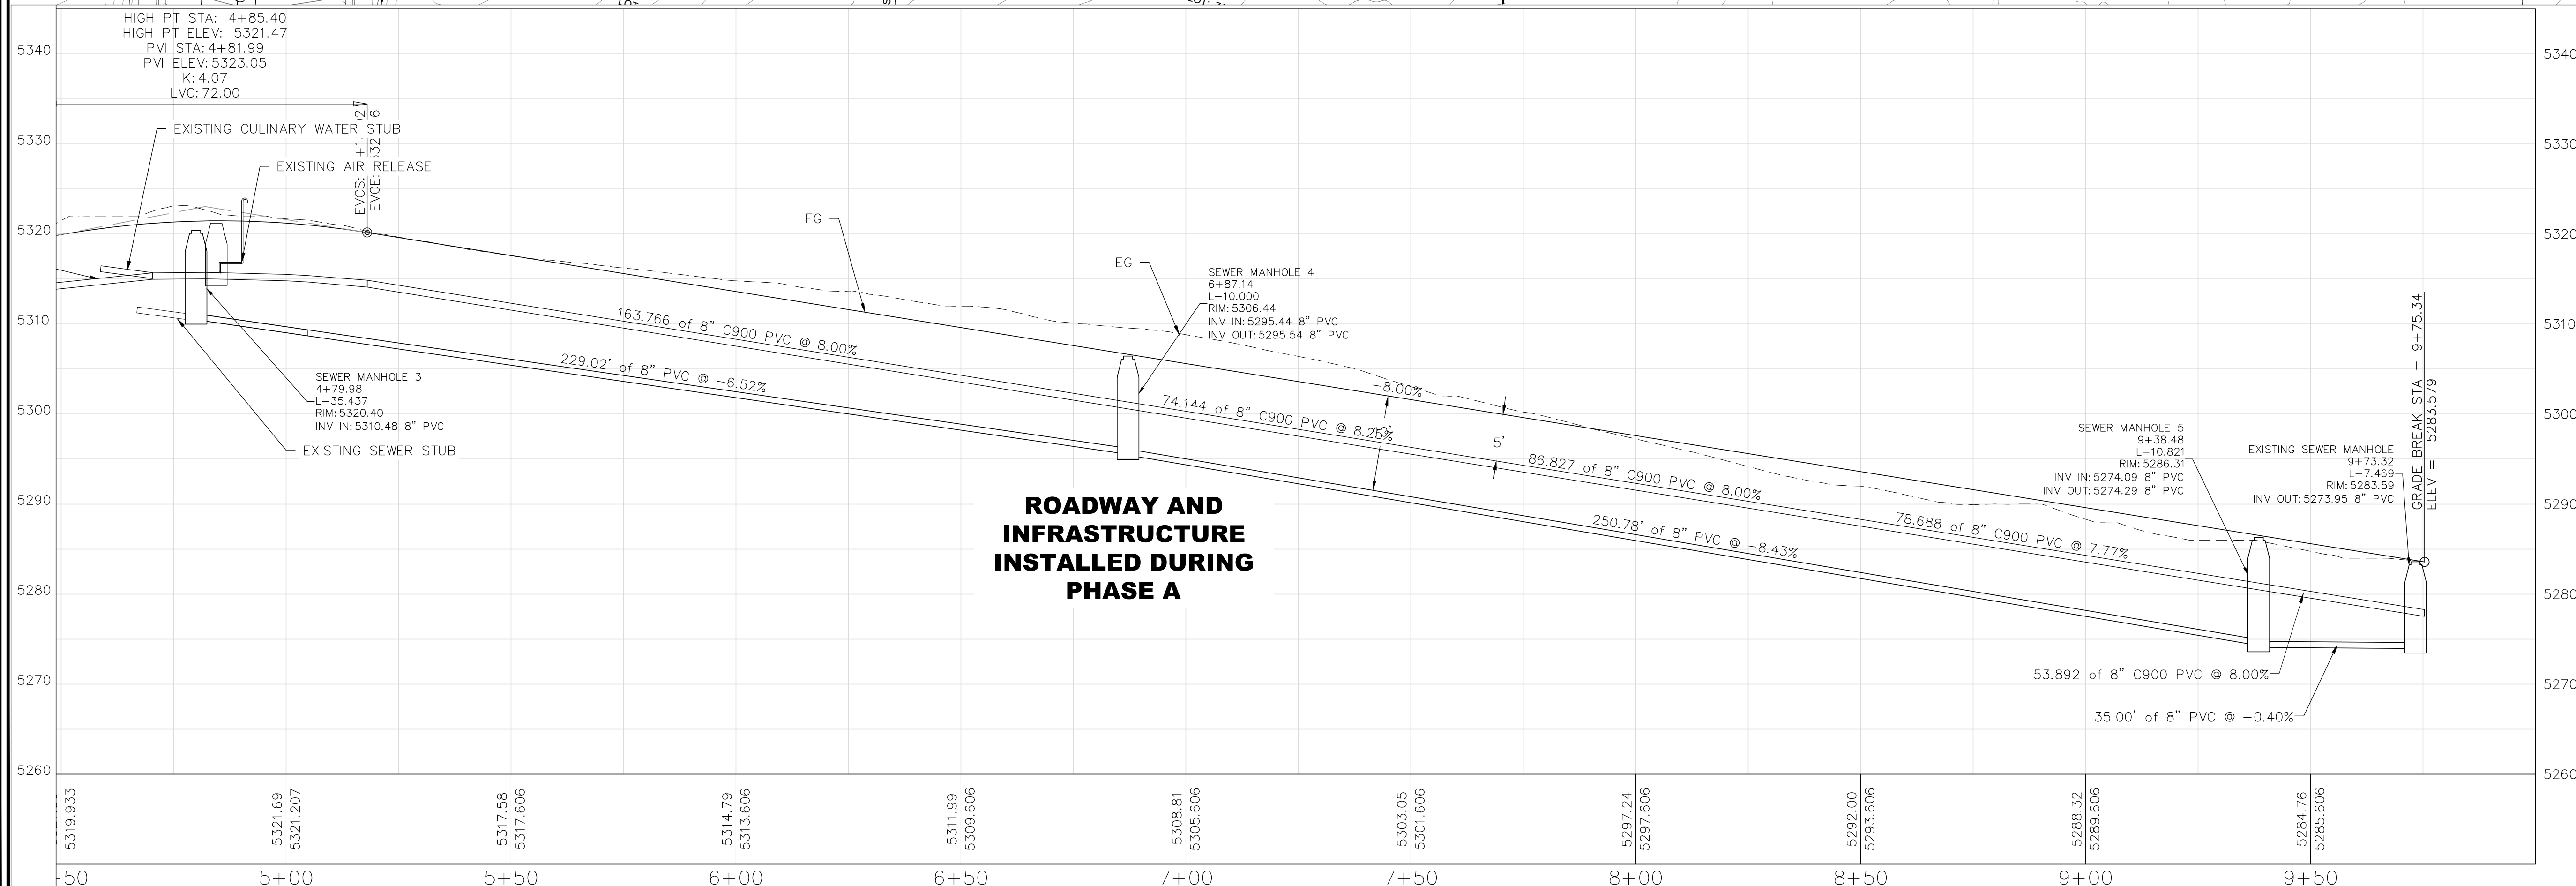 HIGH PT STA: 4+85.40
HIGH PT ELEV: 5321.47
PVI STA: 4+81.99
PVI ELEV: 5323.05
K: 4.07
LVC: 72.00
5340
5330
5320
5310
5300
5290
5280
5270
5260
5340
5330
5320
5310
5300
5290
5280
5270
5260
EXISTING CULINARY WATER STUB
EXISTING AIR RELEASE
EVCS:
EVCE:
FG
EG
SEWER MANHOLE 4
6+87.14
L-10.000
RIM: 5306.44
INV IN: 5295.44 8" PVC
INV OUT: 5295.54 8" PVC
163.766 of 8" C900 PVC @ 8.00%
229.02' of 8" PVC @ -6.52%
SEWER MANHOLE 3
4+79.98
L-35.437
RIM: 5320.40
INV IN: 5310.48 8" PVC
EXISTING SEWER STUB
-8.00%
74.144 of 8" C900 PVC @ 8.25%
10'
5'
86.827 of 8" C900 PVC @ 8.00%
250.78' of 8" PVC @ -8.43%
78.688 of 8" C900 PVC @ 7.77%
ROADWAY AND
INFRASTRUCTURE
INSTALLED DURING
PHASE A
SEWER MANHOLE 5
9+38.48
L-10.821
RIM: 5286.31
INV IN: 5274.09 8" PVC
INV OUT: 5274.29 8" PVC
EXISTING SEWER MANHOLE
9+73.32
L-7.469
RIM: 5283.59
INV OUT: 5273.95 8" PVC
GRADE BREAK STA = 9+75.34
ELEV = 5283.579
53.892 of 8" C900 PVC @ 8.00%
35.00' of 8" PVC @ -0.40%
5319.933
5321.69
5321.207
5317.58
5317.606
5314.79
5313.606
5311.99
5309.606
5308.81
5305.606
5303.05
5301.606
5297.24
5297.606
5292.00
5293.606
5288.32
5289.606
5284.76
5285.606
+50
5+00
5+50
6+00
6+50
7+00
7+50
8+00
8+50
9+00
9+50